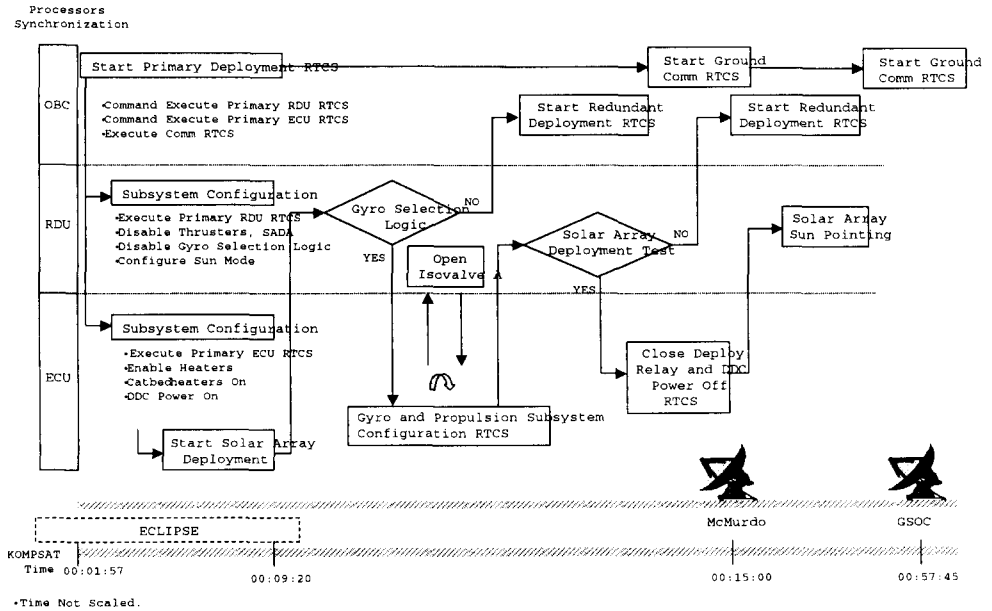 Processors
Synchronization
OBC
Start Primary Deployment RTCS
•Command Execute Primary RDU RTCS
•Command Execute Primary ECU RTCS
•Execute Comm RTCS
Start Ground
Comm RTCS
Start Ground
Comm RTCS
Start Redundant
Deployment RTCS
Start Redundant
Deployment RTCS
RDU
Subsystem Configuration
•Execute Primary RDU RTCS
•Disable Thrusters, SADA
•Disable Gyro Selection Logic
•Configure Sun Mode
Gyro Selection
Logic
NO
YES
Open
Isovalve A
Solar Array
Deployment Test
NO
YES
Solar Array
Sun Pointing
ECU
Subsystem Configuration
•Execute Primary ECU RTCS
•Enable Heaters
•Catbedheaters On
•DDC Power On
Start Solar Array
Deployment
Gyro and Propulsion Subsystem
Configuration RTCS
Close Deploy
Relay and DDC
Power Off
RTCS
McMurdo
GSOC
ECLIPSE
KOMPSAT
Time
00:01:57
00:09:20
00:15:00
00:57:45
•Time Not Scaled.